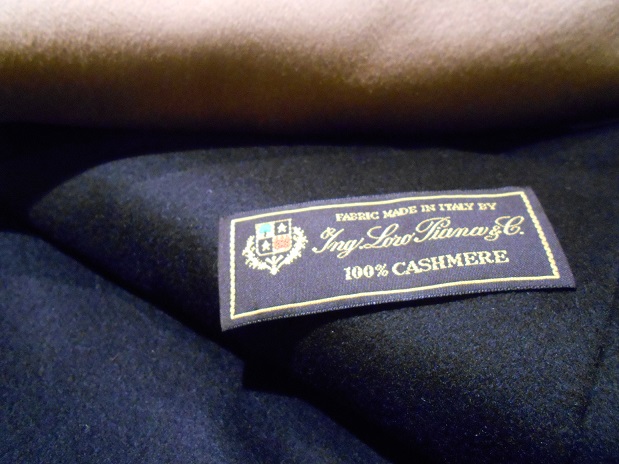 FABRIC MADE IN ITALY BY
Ing. Loro Piana & C.
100% CASHMERE